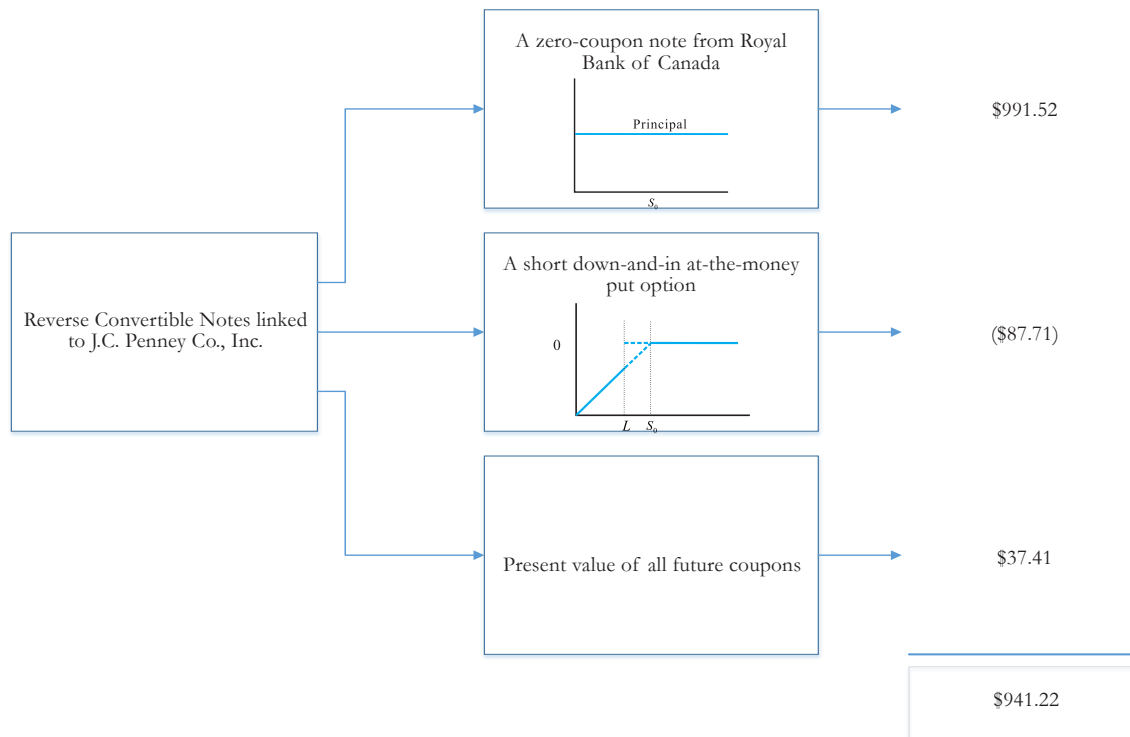 A zero-coupon note from Royal
Bank of Canada
Principal
S₀
$991.52
Reverse Convertible Notes linked
to J.C. Penney Co., Inc.
A short down-and-in at-the-money
put option
0
L S₀
($87.71)
Present value of all future coupons
$37.41
$941.22